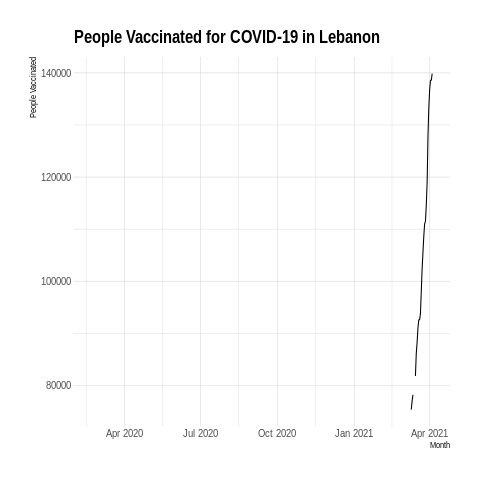 People Vaccinated for COVID-19 in Lebanon
People Vaccinated
140000
120000
100000
80000
Apr 2020 Jul 2020 Oct 2020 Jan 2021 Apr 2021
Month